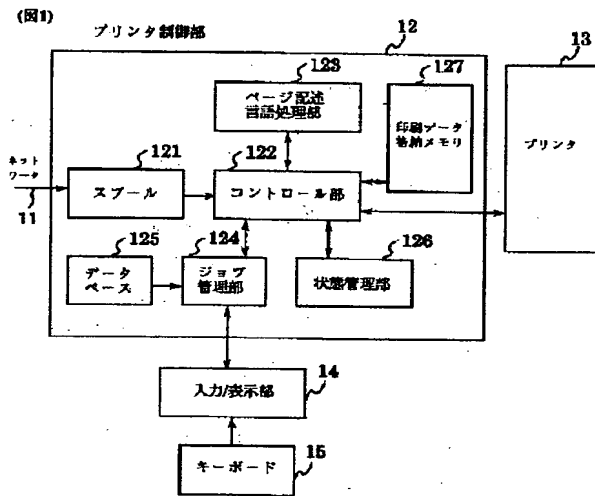 (図1)
プリンタ制御部
12
13
123
127
ページ記述
言語処理部
印刷データ
格納メモリ
プリンタ
ネット
ワータ
11
121
スプール
122
コントロール部
125
データ
ベース
124
ジョブ
管理部
126
状態管理部
14
入力/表示部
キーボード
15